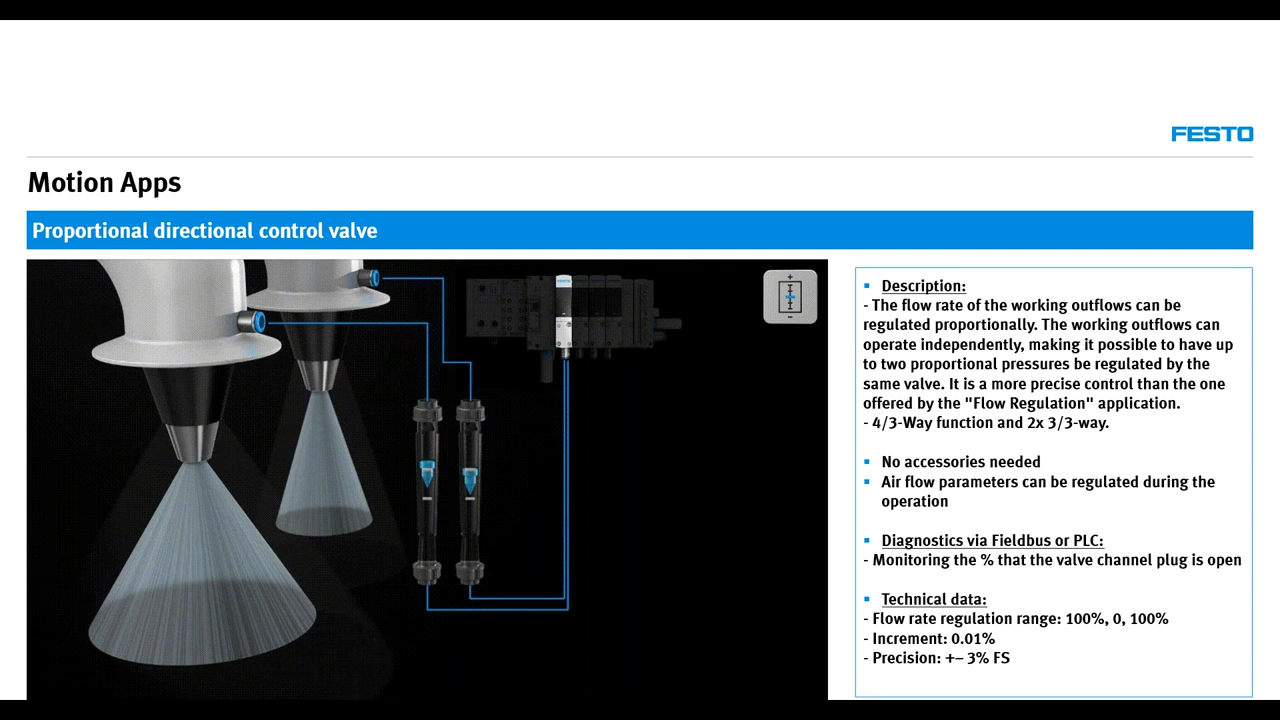 FESTO
Motion Apps
Proportional directional control valve
Description:
- The flow rate of the working outflows can be
regulated proportionally. The working outflows can
operate independently, making it possible to have up
to two proportional pressures be regulated by the
same valve. It is a more precise control than the one
offered by the "Flow Regulation" application.
- 4/3-Way function and 2x 3/3-way.
No accessories needed
Air flow parameters can be regulated during the
operation
Diagnostics via Fieldbus or PLC:
- Monitoring the % that the valve channel plug is open
Technical data:
- Flow rate regulation range: 100%, 0, 100%
- Increment: 0.01%
- Precision: +– 3% FS